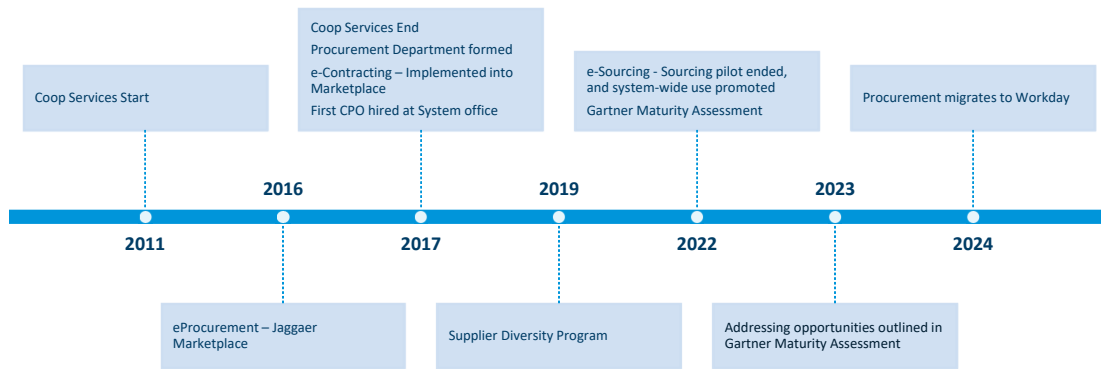 Coop Services End
Procurement Department formed
e-Contracting – Implemented into
Marketplace
First CPO hired at System office
Coop Services Start
e-Sourcing - Sourcing pilot ended,
and system-wide use promoted
Gartner Maturity Assessment
Procurement migrates to Workday
2016
2019
2023
2011
2017
2022
2024
eProcurement – Jaggaer
Marketplace
Supplier Diversity Program
Addressing opportunities outlined in
Gartner Maturity Assessment